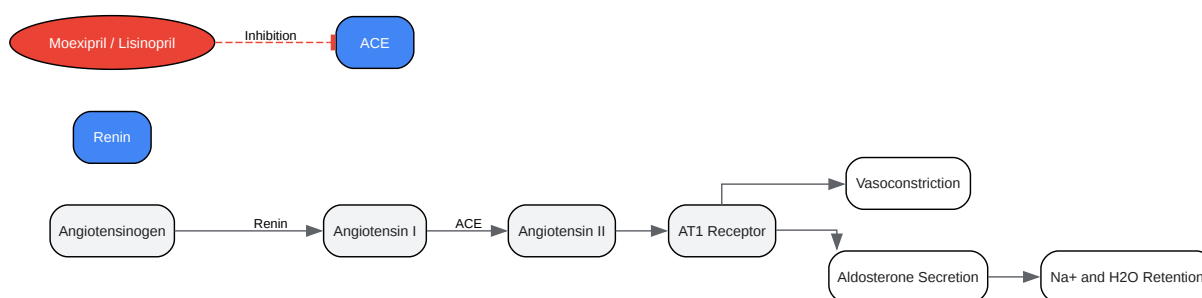 Moexipril / Lisinopril
Inhibition
ACE
Renin
Vasoconstriction
Angiotensinogen
Renin
Angiotensin I
ACE
Angiotensin II
AT1 Receptor
Aldosterone Secretion
Na+ and H2O Retention